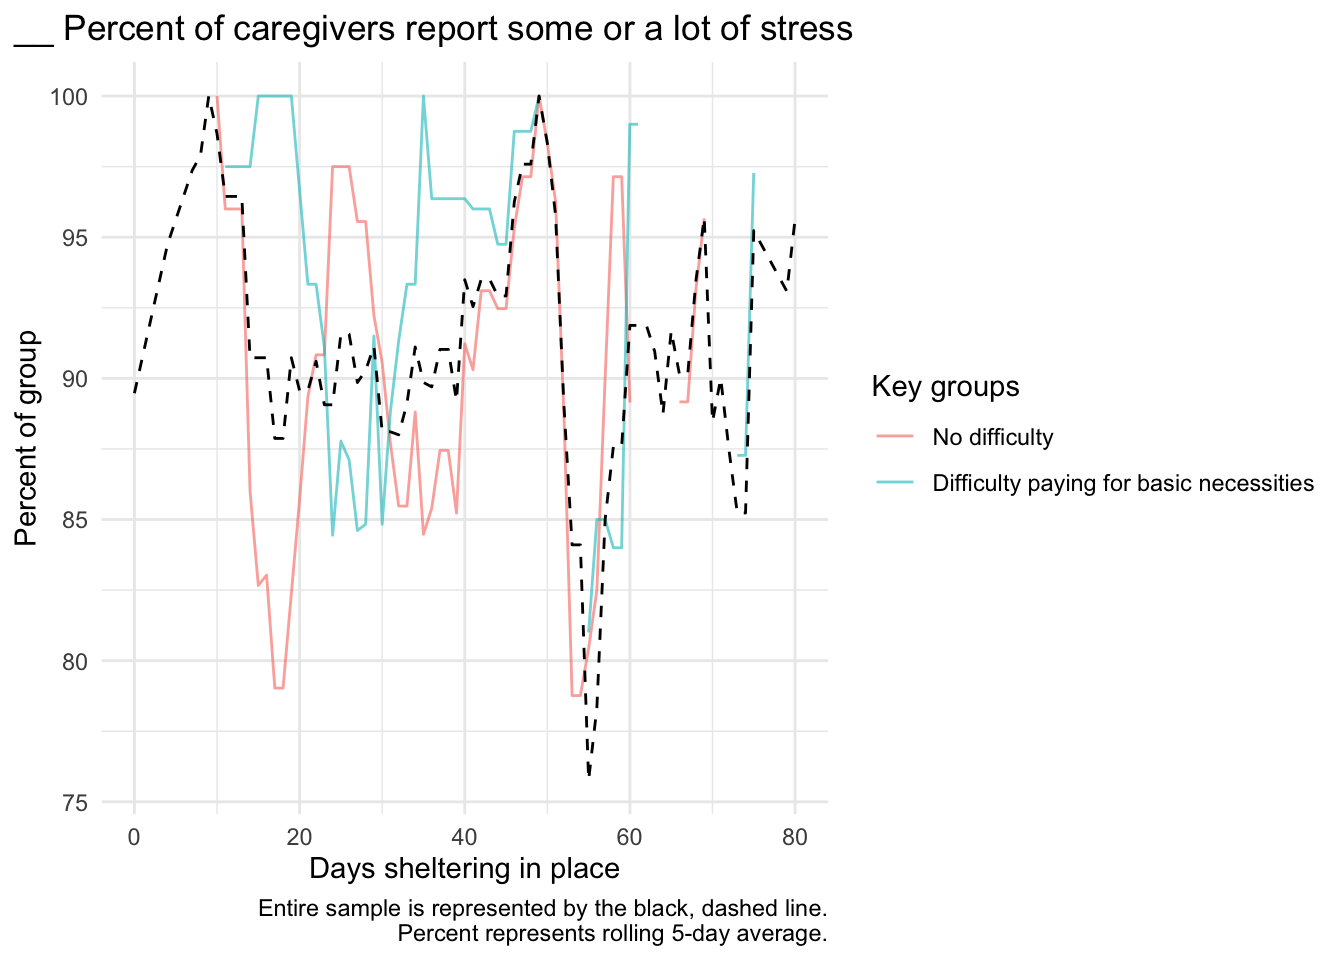 __ Percent of caregivers report some or a lot of stress
100
95
90
85
80
75
Percent of group
0 20 40 60 80
Days sheltering in place
Key groups
No difficulty
Difficulty paying for basic necessities
Entire sample is represented by the black, dashed line.
Percent represents rolling 5-day average.